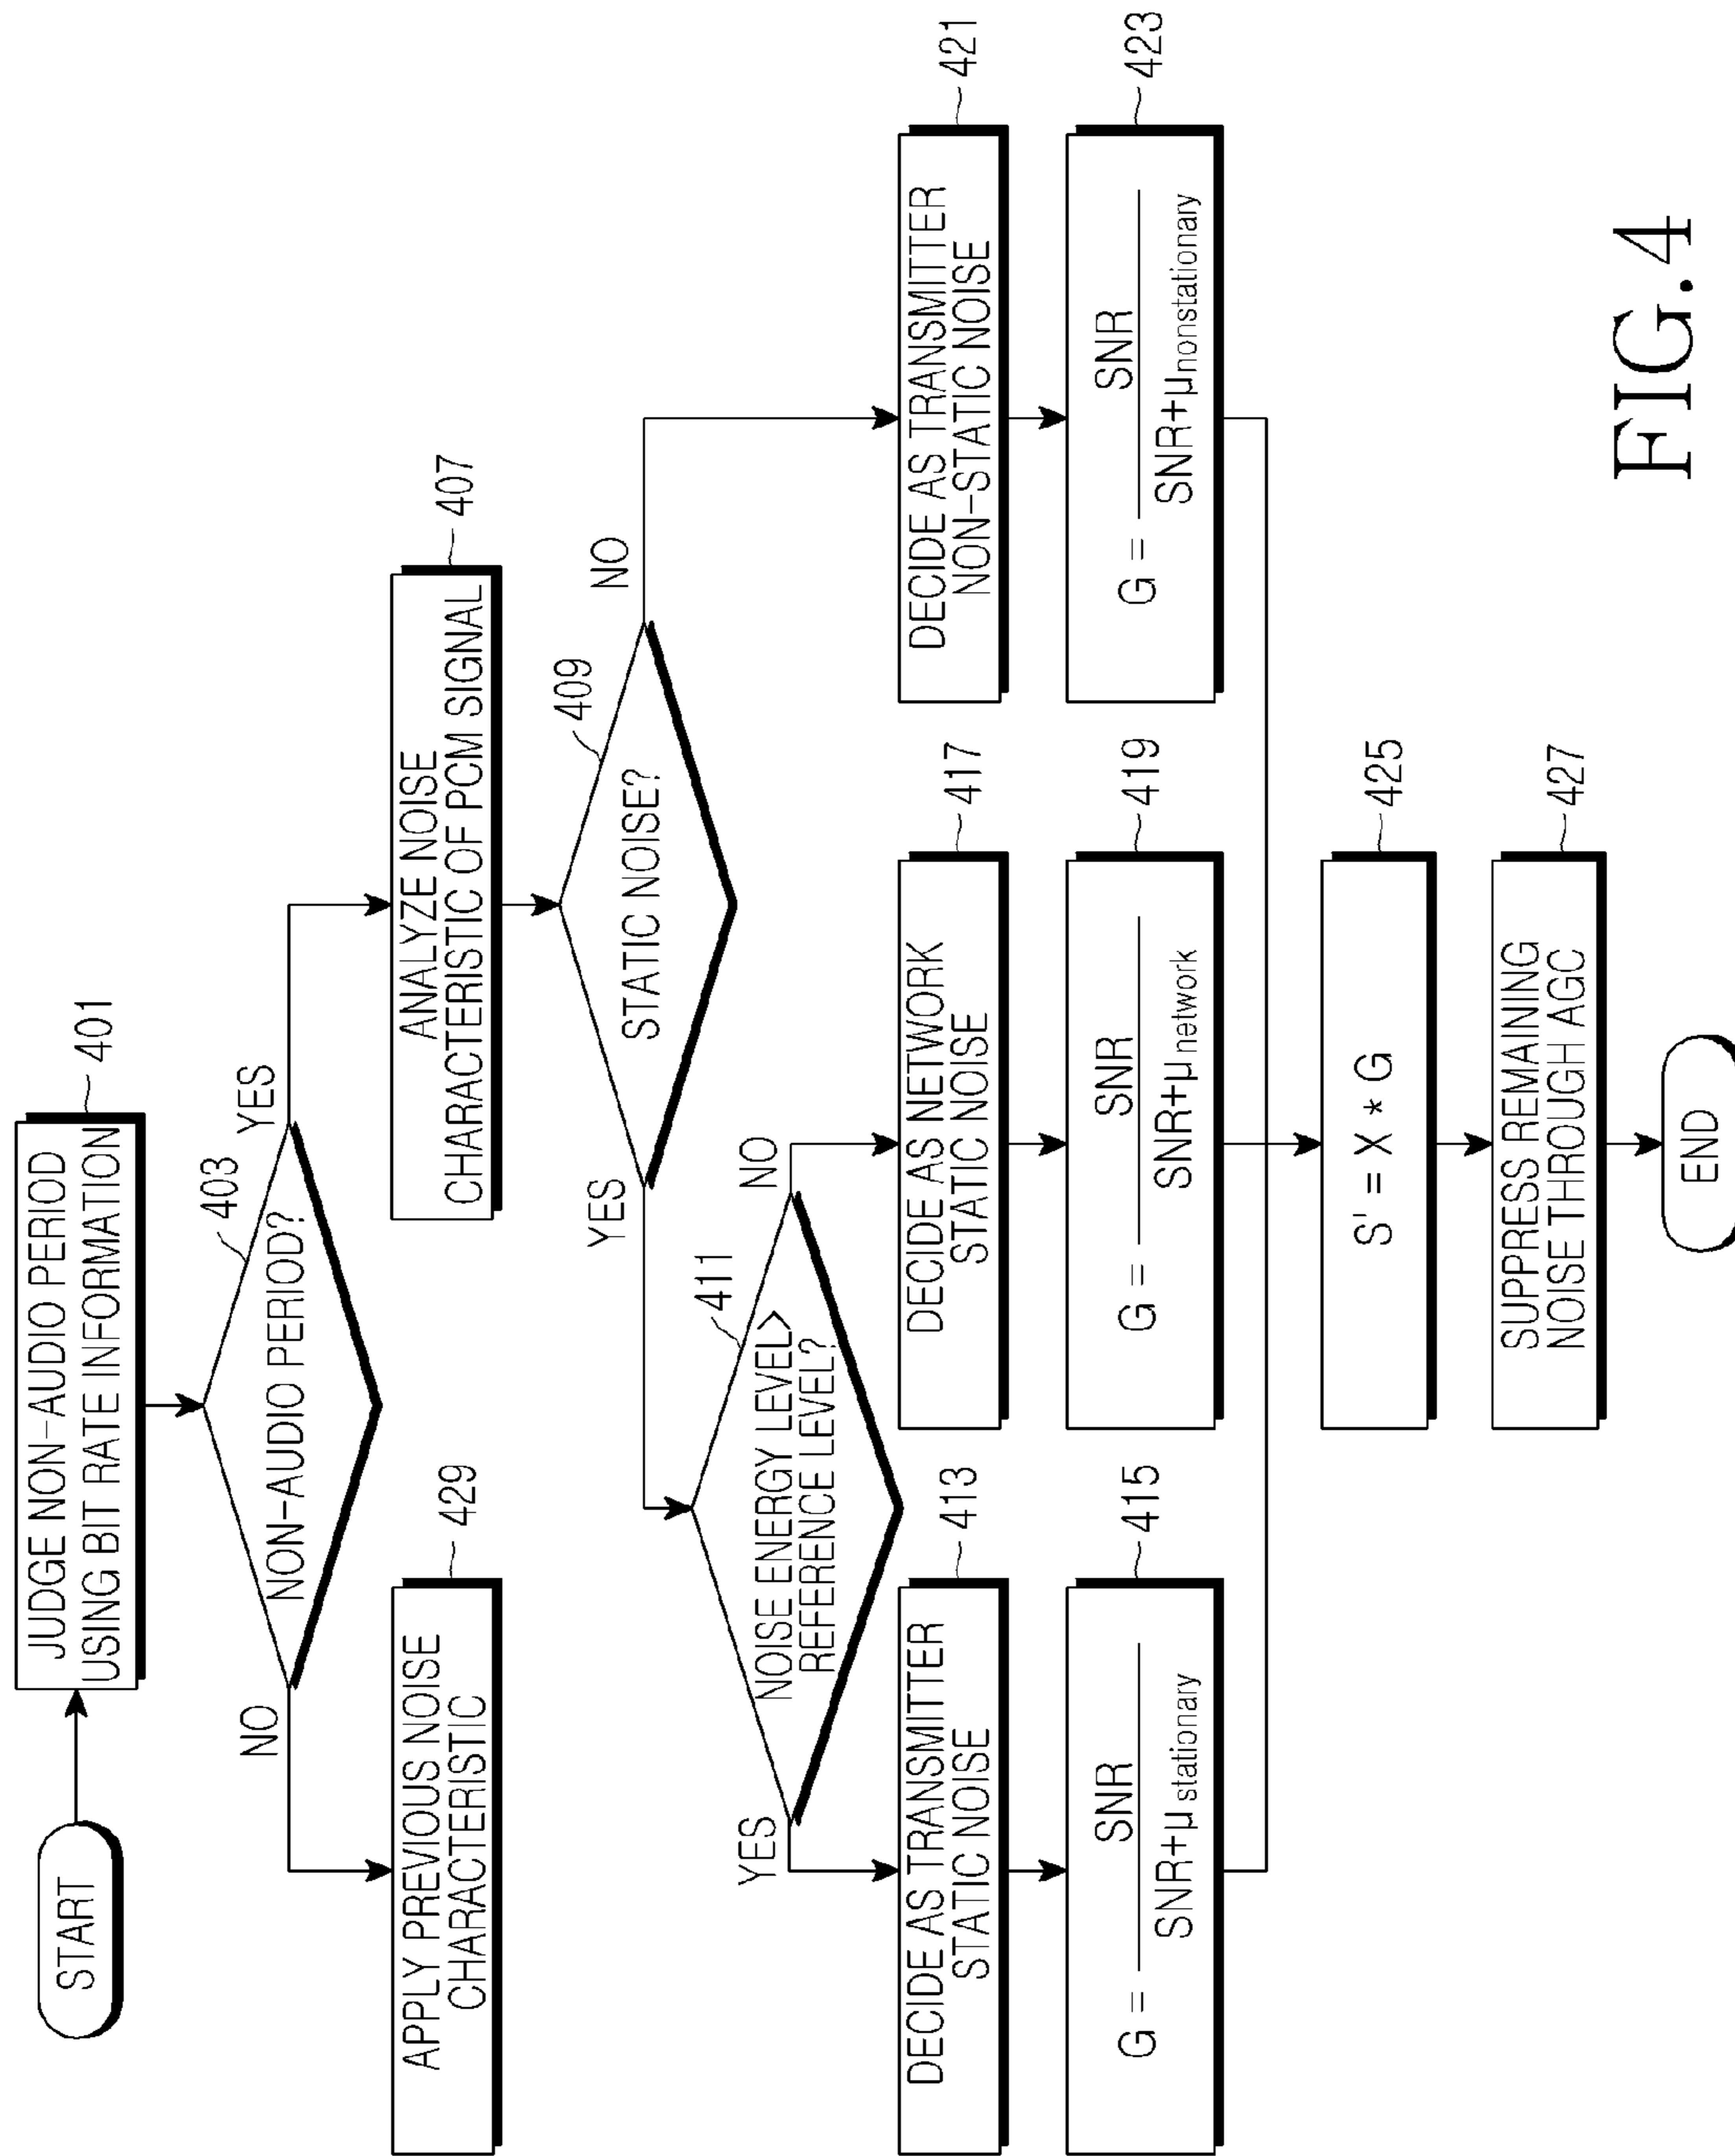 START
JUDGE NON-AUDIO PERIOD
USING BIT RATE INFORMATION
401
NON-AUDIO PERIOD?
403
NO
YES
APPLY PREVIOUS NOISE
CHARACTERISTIC
429
ANALYZE NOISE
CHARACTERISTIC OF PCM SIGNAL
407
STATIC NOISE?
409
YES
NO
NOISE ENERGY LEVEL>
REFERENCE LEVEL?
411
YES
NO
DECIDE AS TRANSMITTER
STATIC NOISE
413
DECIDE AS NETWORK
STATIC NOISE
417
DECIDE AS TRANSMITTER
NON-STATIC NOISE
421
G = SNR
SNR+μ stationary
415
G = SNR
SNR+μ network
419
G = SNR
SNR+μ nonstationary
423
S' = X * G
425
SUPPRESS REMAINING
NOISE THROUGH AGC
427
END
FIG.4